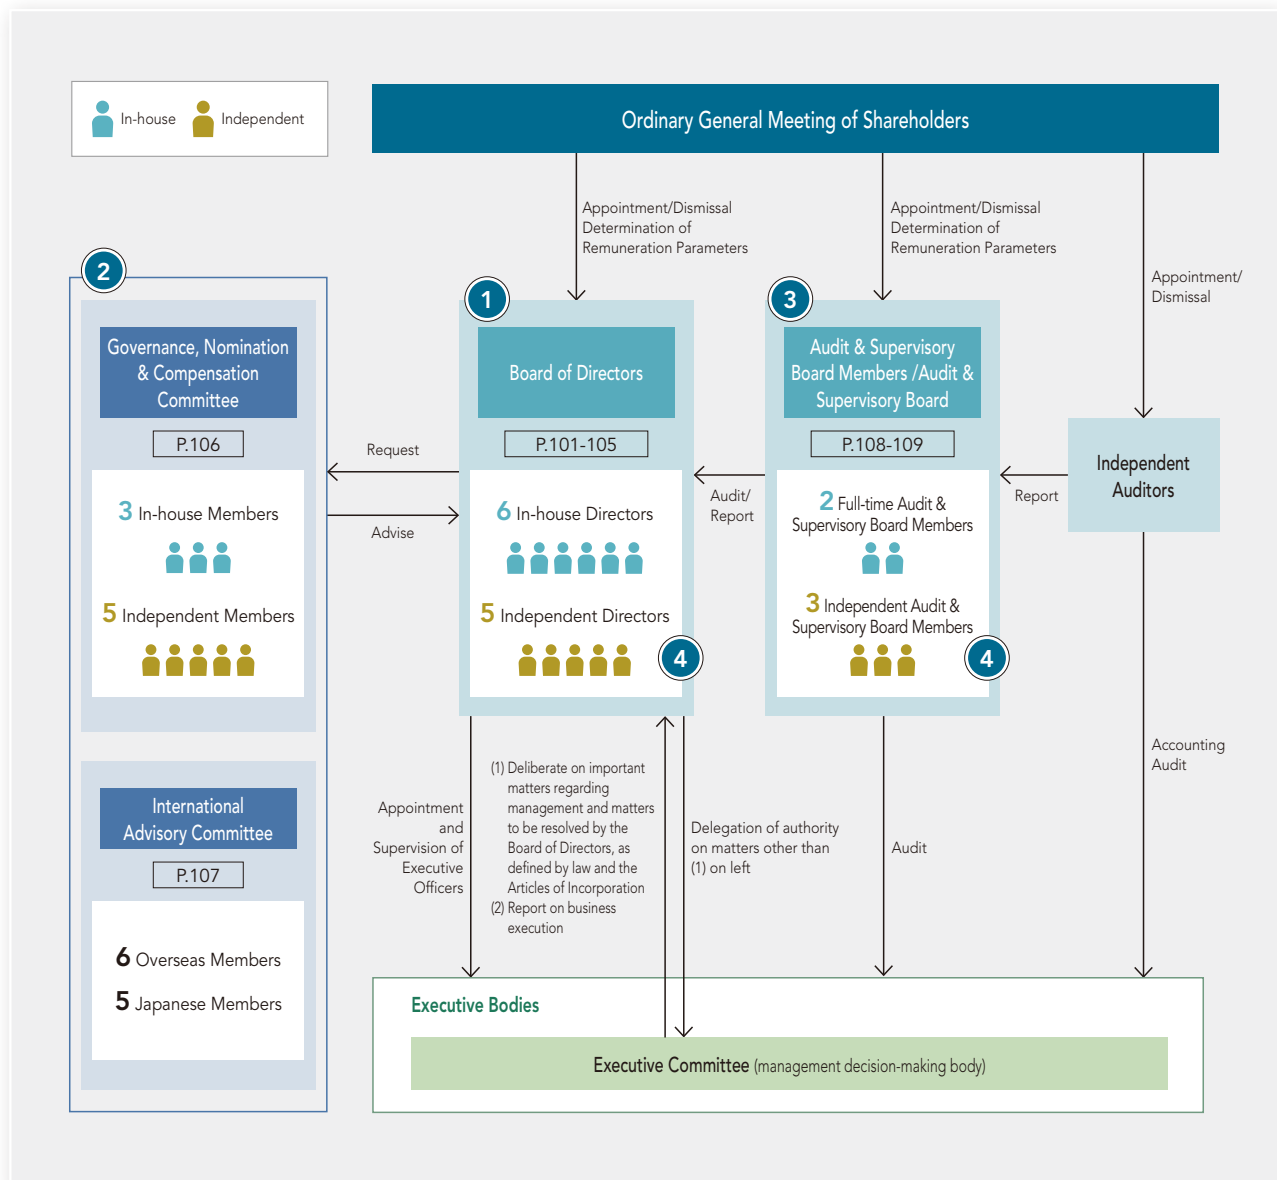 In-house
Independent
Ordinary General Meeting of Shareholders
Appointment/Dismissal
Determination of
Remuneration Parameters
Appointment/Dismissal
Determination of
Remuneration Parameters
Appointment/
Dismissal
2
Governance, Nomination
& Compensation
Committee
P.106
3 In-house Members
5 Independent Members
Request
Advise
1
Board of Directors
P.101-105
6 In-house Directors
5 Independent Directors
4
Audit/
Report
3
Audit & Supervisory
Board Members /Audit &
Supervisory Board
P.108-109
2 Full-time Audit &
Supervisory Board Members
3 Independent Audit &
Supervisory Board Members
4
Report
Independent
Auditors
International
Advisory Committee
P.107
6 Overseas Members
5 Japanese Members
Appointment
and
Supervision of
Executive
Officers
(1) Deliberate on important
matters regarding
management and matters
to be resolved by the
Board of Directors, as
defined by law and the
Articles of Incorporation
(2) Report on business
execution
Delegation of authority
on matters other than
(1) on left
Audit
Accounting
Audit
Executive Bodies
Executive Committee (management decision-making body)